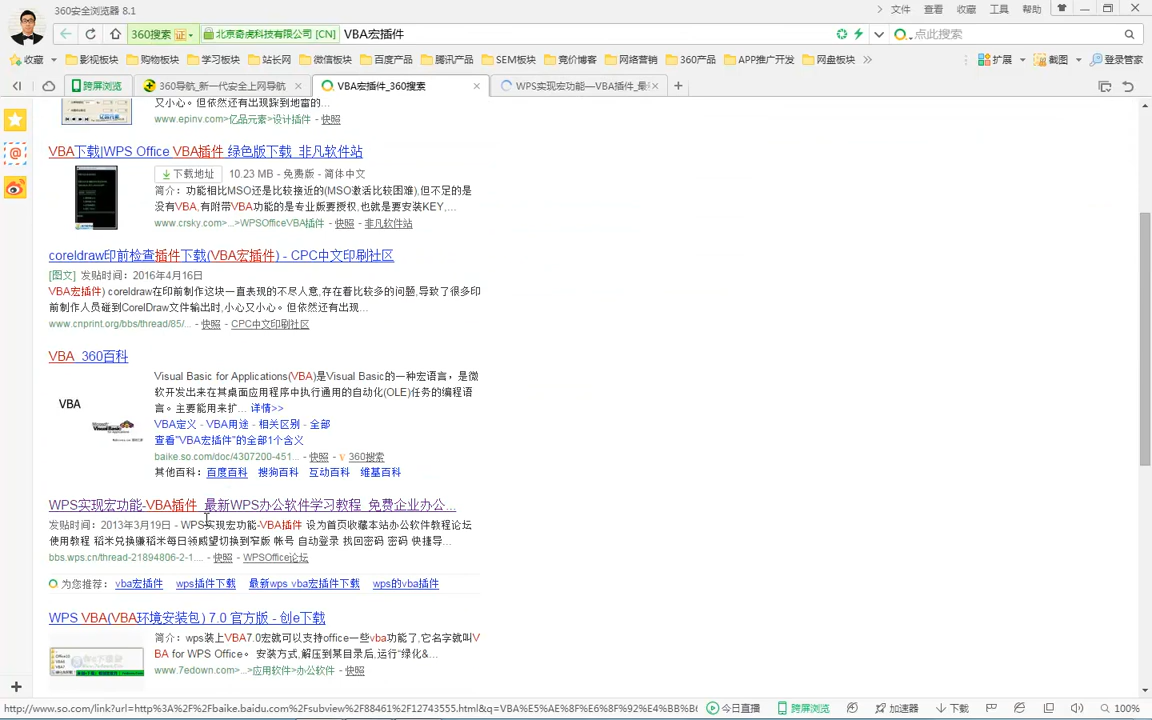 360安全浏览器 8.1
文件 查看 收藏 工具 帮助
360搜索 证 北京奇虎科技有限公司 [CN] VBA宏插件
点此搜索
收藏 影视板块 购物板块 学习板块 站长网 微信板块 百度产品 腾讯产品 SEM板块 竞价博客 网络营销 360产品 APP推广开发 网盘板块 » 扩展 截图 登录管家
跨屏浏览 360导航_新一代安全上网导航 VBA宏插件_360搜索 WPS实现宏功能—VBA插件_最
又小心。但依然还有出现踩到地雷的...
www.epinv.com>亿品元素>设计插件 - 快照
VBA下载|WPS Office VBA插件 绿色版下载_非凡软件站
下载地址 10.23 MB - 免费版 - 简体中文
简介：功能相比MSO还是比较接近的(MSO激活比较困难),但不足的是
没有VBA,有附带VBA功能的是专业版要授权,也就是要安装KEY,...
www.crsky.com>...>WPSOfficeVBA插件 - 快照 - 非凡软件站
coreldraw印前检查插件下载(VBA宏插件) - CPC中文印刷社区
[图文] 发贴时间：2016年4月16日
VBA宏插件) coreldraw在印前制作这块一直表现的不尽人意,存在着比较多的问题,导致了很多印
前制作人员碰到CorelDraw文件输出时,小心又小心。但依然还有出现...
www.cnprint.org/bbs/thread/85/... - 快照 - CPC中文印刷社区
VBA_360百科
Visual Basic for Applications(VBA)是Visual Basic的一种宏语言，是微
软开发出来在其桌面应用程序中执行通用的自动化(OLE)任务的编程语
言。主要能用来扩... 详情>>
VBA
VBA定义 - VBA用途 - 相关区别 - 全部
查看"VBA宏插件"的全部1个含义
baike.so.com/doc/4307200-451... - 快照 - V 360搜索
其他百科：百度百科 搜狗百科 互动百科 维基百科
WPS实现宏功能-VBA插件_最新WPS办公软件学习教程_免费企业办公...
发贴时间：2013年3月19日 - WPS实现宏功能-VBA插件 设为首页收藏本站办公软件教程论坛
使用教程 稻米兑换赚稻米每日领威望切换到窄版 帐号 自动登录 找回密码 密码 快捷导...
bbs.wps.cn/thread-21894806-2-1.... - 快照 - WPSOffice论坛
为您推荐： vba宏插件 wps插件下载 最新wps vba宏插件下载 wps的vba插件
WPS VBA(VBA环境安装包) 7.0 官方版 - 创e下载
简介：wps装上VBA7.0宏就可以支持office一些vba功能了,它名字就叫V
BA for WPS Office。 安装方式,解压到某目录后,运行"绿化&...
www.7edown.com>...>应用软件>办公软件 - 快照
http://www.so.com/link?url=http%3A%2F%2Fbaike.baidu.com%2Fsubview%2F88461%2F12743555.html&q=VBA%E5%AE%8F%E6%8F%92%E4%BB%B6 今日直播 跨屏浏览 加速器 下载 100%